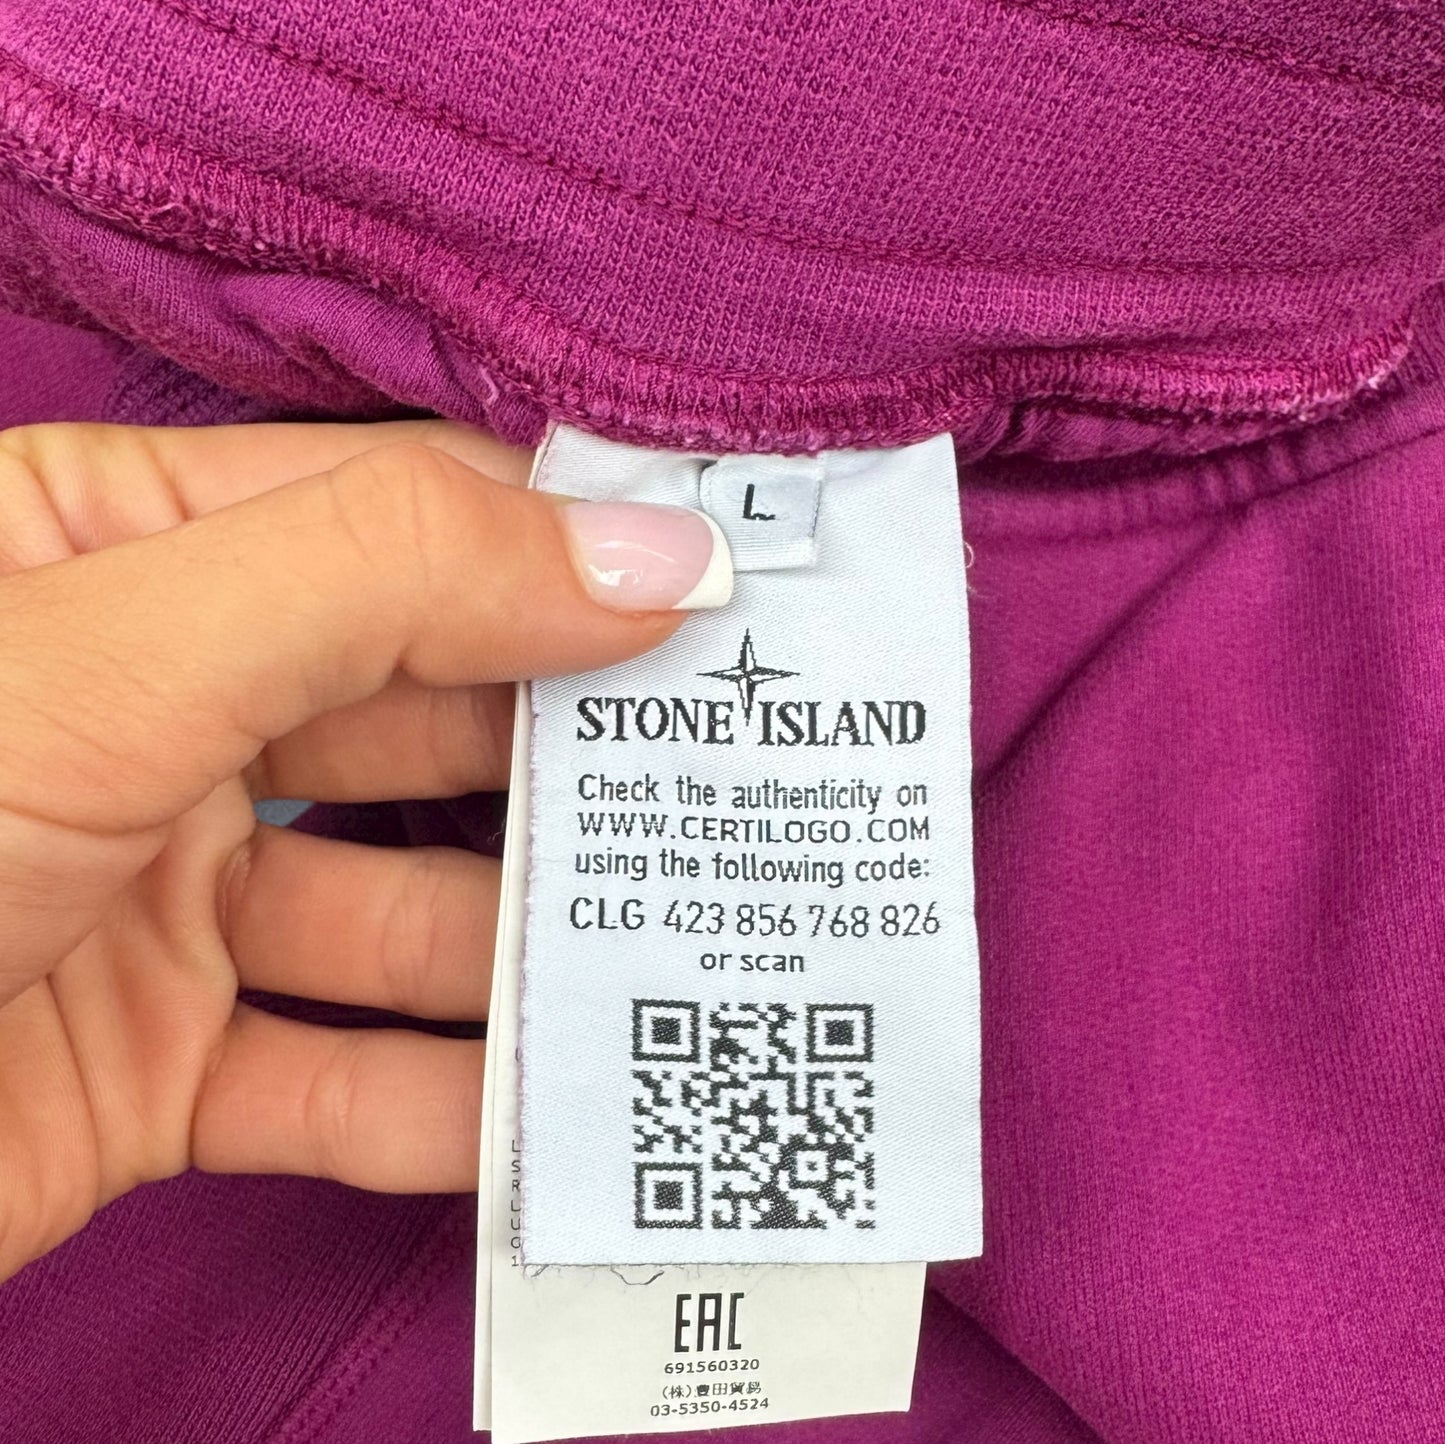 L
STONE ISLAND
Check the authenticity on
WWW.CERTILOGO.COM
using the following code:
CLG 423 856 768 826
or scan
L
S
R
L
U
G
1
EAC
691560320
(株)豊田貿易
03-5350-4524